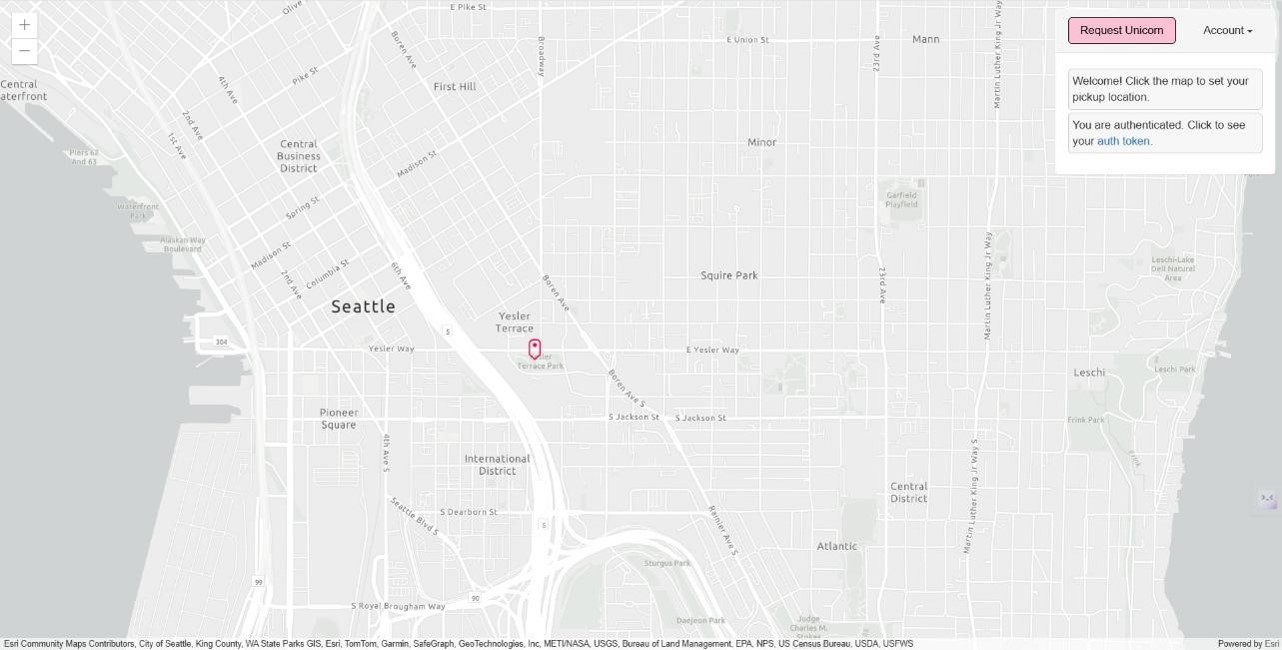 +
−
Request Unicorn
Account
Welcome! Click the map to set your
pickup location.
You are authenticated. Click to see
your auth token.
E Pike St
Olive
Broadway
Boren Ave
E Union St
23rd Ave
Mann
Martin Luther King Jr Way
Pike St
4th Ave
First Hill
Central
aterfront
2nd Ave
1st Ave
Central
Business
District
Minor
Piers 62
And 63
Madison St
Garfield
Playfield
Waterfront
Park
Spring St
Alaskan Way
Boulevard
Madison St
Columbia St
2nd Ave
6th Ave
Boren Ave
Squire Park
23rd Ave
Martin Luther King Jr Way
Leschi-Lake
Dell Natural
Area
Seattle
Yesler
Terrace
304
5
Yesler Way
E Yesler Way
Terrace Park
Boren Ave S
Leschi
Leschi Park
Pioneer
Square
S Jackson St
S Jackson St
Frink Park
4th Ave S
International
District
Central
District
Martin Luther King Jr Way S
Seattle Blvd S
S Dearborn St
5
Rainier Ave S
Atlantic
Sturgus Park
99
90
S Royal Brougham Way
Daejeon Park
Judge
Charles M.
Esri Community Maps Contributors, City of Seattle, King County, WA State Parks GIS, Esri, TomTom, Garmin, SafeGraph, GeoTechnologies, Inc, METI/NASA, USGS, Bureau of Land Management, EPA, NPS, US Census Bureau, USDA, USFWS
Powered by Esri